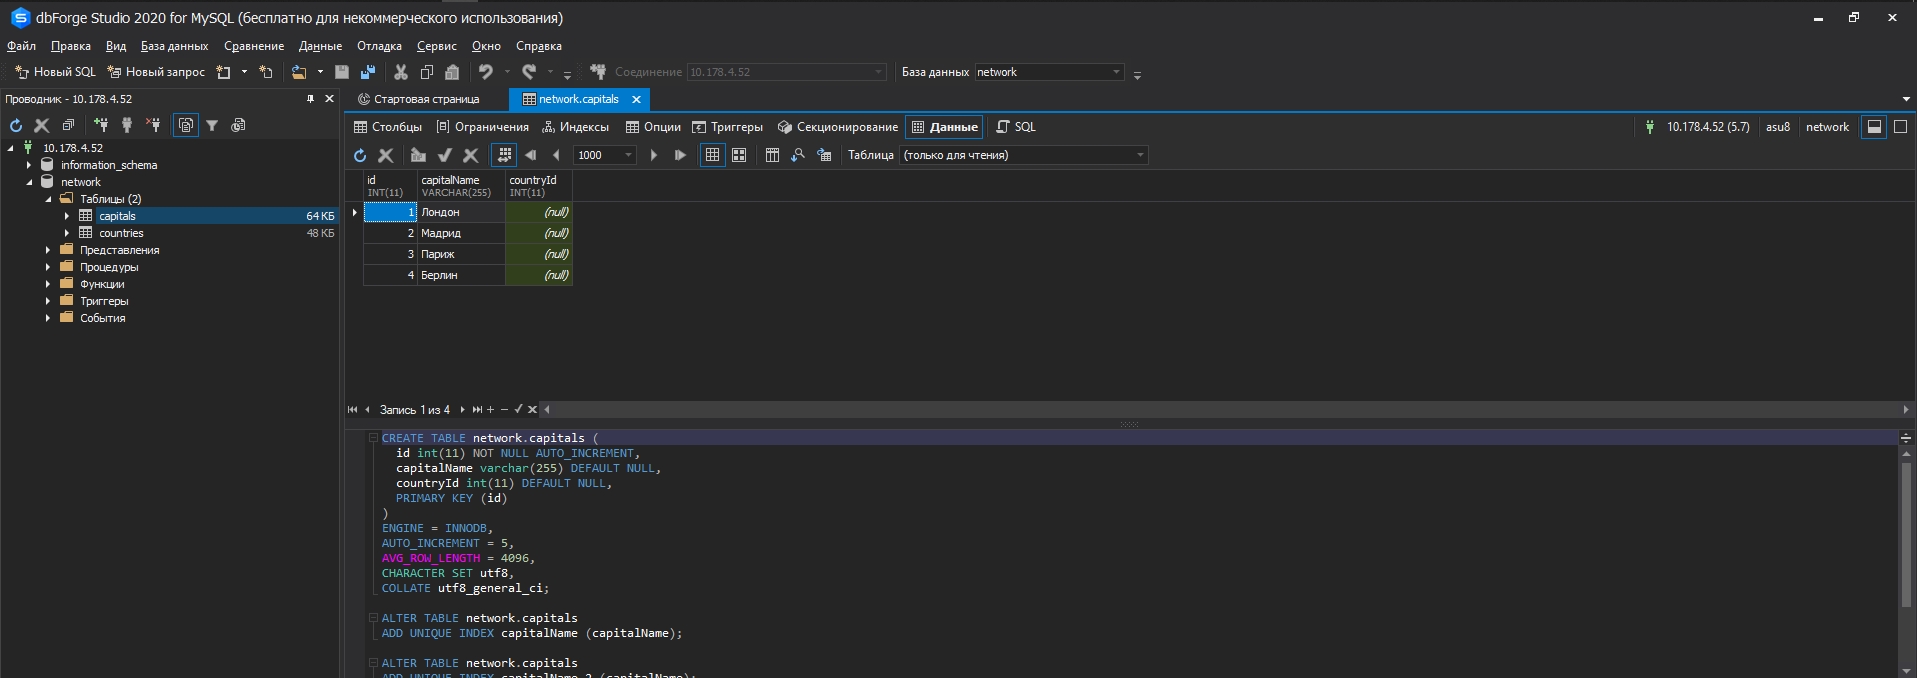 dbForge Studio 2020 for MySQL (бесплатно для некоммерческого использования)
Файл Правка Вид База данных Сравнение Данные Отладка Сервис Окно Справка
Новый SQL Новый запрос Соединение 10.178.4.52 База данных network
Проводник - 10.178.4.52
Стартовая страница network.capitals
Столбцы Ограничения Индексы Опции Триггеры Секционирование Данные SQL 10.178.4.52 (5.7) asu8 network
1000 Таблица (только для чтения)
10.178.4.52
information_schema
network
Таблицы (2)
capitals 64 КБ
countries 48 КБ
Представления
Процедуры
Функции
Триггеры
События
id capitalName countryId
INT(11) VARCHAR(255) INT(11)
1 Лондон (null)
2 Мадрид (null)
3 Париж (null)
4 Берлин (null)
Запись 1 из 4
CREATE TABLE network.capitals (
id int(11) NOT NULL AUTO_INCREMENT,
capitalName varchar(255) DEFAULT NULL,
countryId int(11) DEFAULT NULL,
PRIMARY KEY (id)
)
ENGINE = INNODB,
AUTO_INCREMENT = 5,
AVG_ROW_LENGTH = 4096,
CHARACTER SET utf8,
COLLATE utf8_general_ci;
ALTER TABLE network.capitals
ADD UNIQUE INDEX capitalName (capitalName);
ALTER TABLE network.capitals
ADD UNIQUE INDEX capitalName_2 (capitalName);